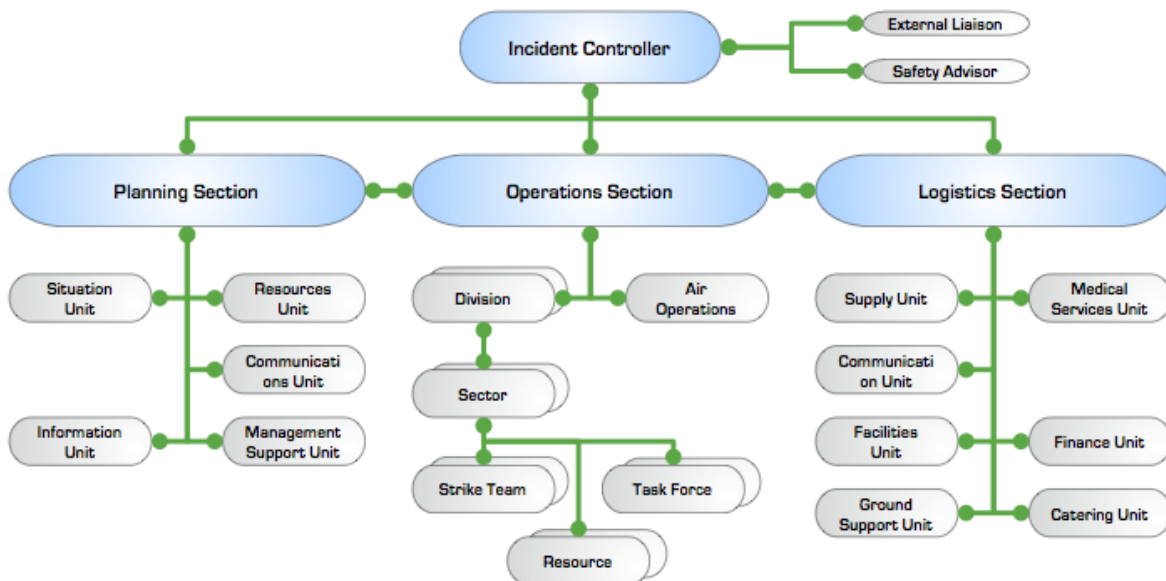 External Liaison
Incident Controller
Safety Advisor
Planning Section
Operations Section
Logistics Section
Situation
Unit
Resources
Unit
Division
Air
Operations
Supply Unit
Medical
Services Unit
Communicati
ons Unit
Sector
Communicati
on Unit
Information
Unit
Management
Support Unit
Strike Team
Task Force
Facilities
Unit
Finance Unit
Resource
Ground
Support Unit
Catering Unit